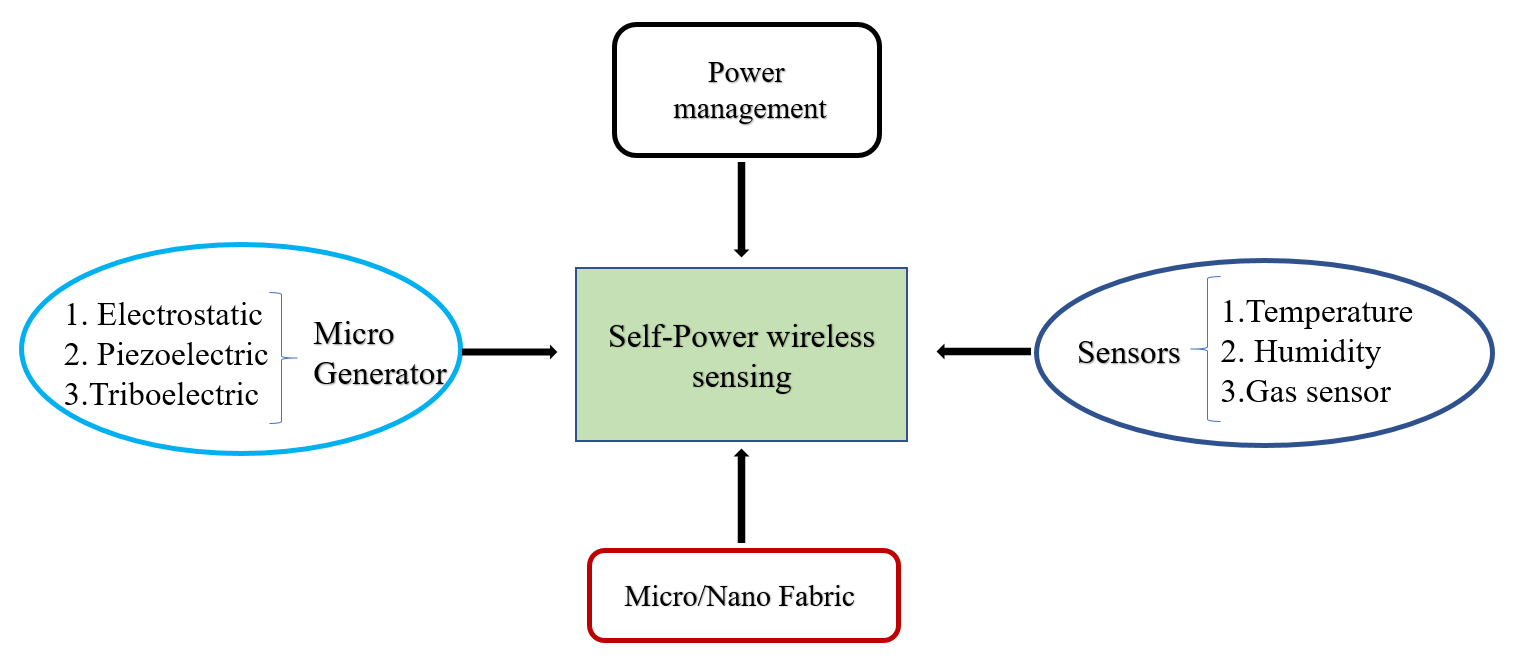 Power
management
1. Electrostatic
2. Piezoelectric
3.Triboelectric
Micro
Generator
Self-Power wireless
sensing
Sensors
1.Temperature
2. Humidity
3.Gas sensor
Micro/Nano Fabric